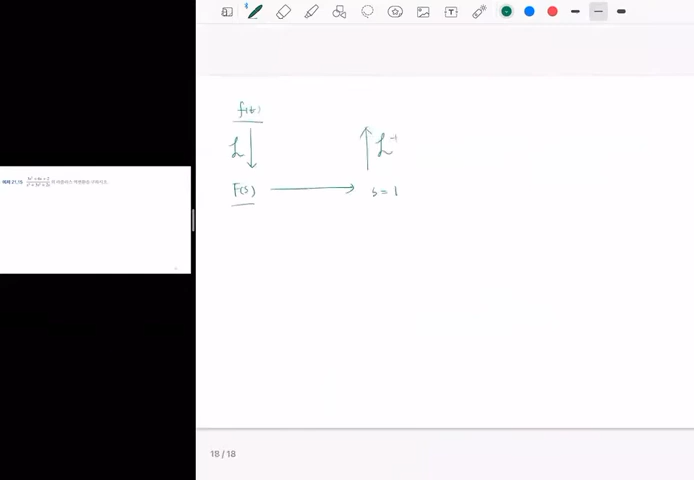 f(t)
ℒ ℒ⁻¹
F(s) s = 1
예제 21.15 의 라플라스 역변환을 구하시오.
18 / 18